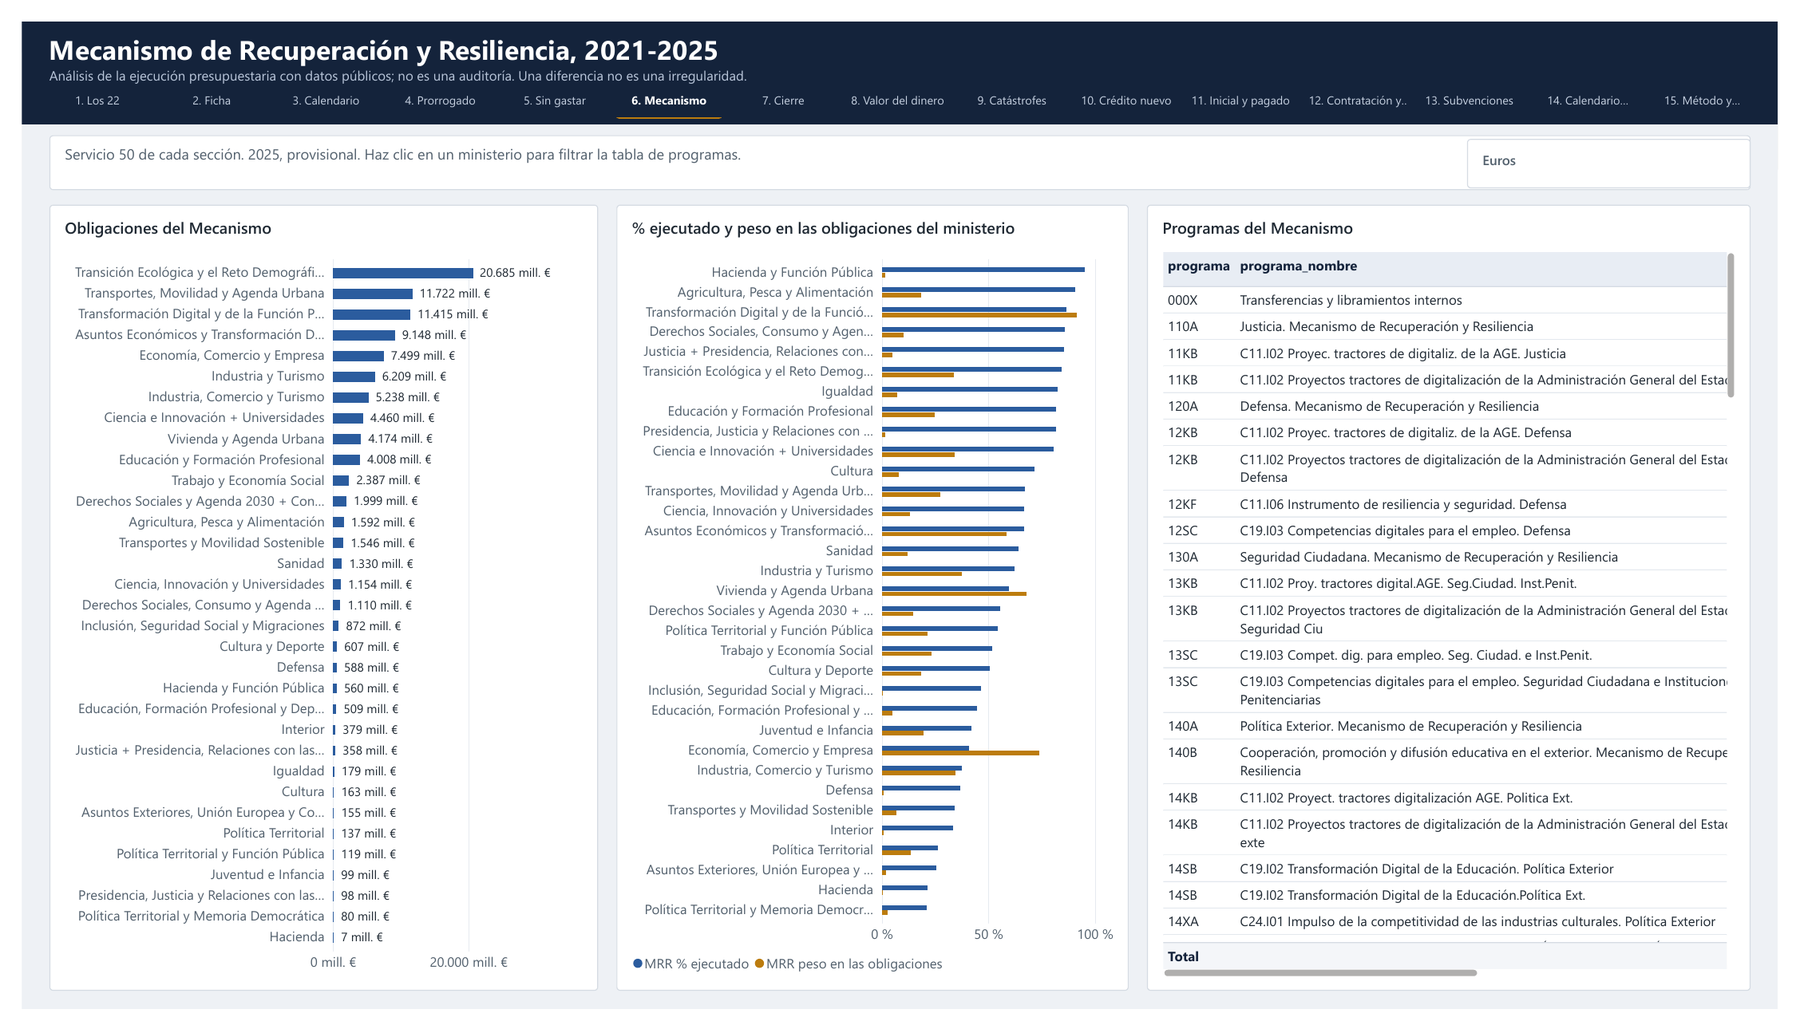 Mecanismo de Recuperación y Resiliencia, 2021-2025
Análisis de la ejecución presupuestaria con datos públicos; no es una auditoría. Una diferencia no es una irregularidad.
1. Los 22
2. Ficha
3. Calendario
4. Prorrogado
5. Sin gastar
6. Mecanismo
7. Cierre
8. Valor del dinero
9. Catástrofes
10. Crédito nuevo
11. Inicial y pagado
12. Contratación y..
13. Subvenciones
14. Calendario...
15. Método y...
Servicio 50 de cada sección. 2025, provisional. Haz clic en un ministerio para filtrar la tabla de programas.
Euros
Obligaciones del Mecanismo
Transición Ecológica y el Reto Demográfi... 20.685 mill. €
Transportes, Movilidad y Agenda Urbana 11.722 mill. €
Transformación Digital y de la Función P... 11.415 mill. €
Asuntos Económicos y Transformación D... 9.148 mill. €
Economía, Comercio y Empresa 7.499 mill. €
Industria y Turismo 6.209 mill. €
Industria, Comercio y Turismo 5.238 mill. €
Ciencia e Innovación + Universidades 4.460 mill. €
Vivienda y Agenda Urbana 4.174 mill. €
Educación y Formación Profesional 4.008 mill. €
Trabajo y Economía Social 2.387 mill. €
Derechos Sociales y Agenda 2030 + Con... 1.999 mill. €
Agricultura, Pesca y Alimentación 1.592 mill. €
Transportes y Movilidad Sostenible 1.546 mill. €
Sanidad 1.330 mill. €
Ciencia, Innovación y Universidades 1.154 mill. €
Derechos Sociales, Consumo y Agenda ... 1.110 mill. €
Inclusión, Seguridad Social y Migraciones 872 mill. €
Cultura y Deporte 607 mill. €
Defensa 588 mill. €
Hacienda y Función Pública 560 mill. €
Educación, Formación Profesional y Dep... 509 mill. €
Interior 379 mill. €
Justicia + Presidencia, Relaciones con las... 358 mill. €
Igualdad 179 mill. €
Cultura 163 mill. €
Asuntos Exteriores, Unión Europea y Co... 155 mill. €
Política Territorial 137 mill. €
Política Territorial y Función Pública 119 mill. €
Juventud e Infancia 99 mill. €
Presidencia, Justicia y Relaciones con las... 98 mill. €
Política Territorial y Memoria Democrática 80 mill. €
Hacienda 7 mill. €
0 mill. € 20.000 mill. €
% ejecutado y peso en las obligaciones del ministerio
Hacienda y Función Pública
Agricultura, Pesca y Alimentación
Transformación Digital y de la Funció...
Derechos Sociales, Consumo y Agen...
Justicia + Presidencia, Relaciones con...
Transición Ecológica y el Reto Demog...
Igualdad
Educación y Formación Profesional
Presidencia, Justicia y Relaciones con ...
Ciencia e Innovación + Universidades
Cultura
Transportes, Movilidad y Agenda Urb...
Ciencia, Innovación y Universidades
Asuntos Económicos y Transformació...
Sanidad
Industria y Turismo
Vivienda y Agenda Urbana
Derechos Sociales y Agenda 2030 + ...
Política Territorial y Función Pública
Trabajo y Economía Social
Cultura y Deporte
Inclusión, Seguridad Social y Migraci...
Educación, Formación Profesional y ...
Juventud e Infancia
Economía, Comercio y Empresa
Industria, Comercio y Turismo
Defensa
Transportes y Movilidad Sostenible
Interior
Política Territorial
Asuntos Exteriores, Unión Europea y ...
Hacienda
Política Territorial y Memoria Democr...
0 % 50 % 100 %
MRR % ejecutado MRR peso en las obligaciones
Programas del Mecanismo
programa programa_nombre
000X Transferencias y libramientos internos
110A Justicia. Mecanismo de Recuperación y Resiliencia
11KB C11.I02 Proyec. tractores de digitaliz. de la AGE. Justicia
11KB C11.I02 Proyectos tractores de digitalización de la Administración General del Estac
120A Defensa. Mecanismo de Recuperación y Resiliencia
12KB C11.I02 Proyec. tractores de digitaliz. de la AGE. Defensa
12KB C11.I02 Proyectos tractores de digitalización de la Administración General del Estac
Defensa
12KF C11.I06 Instrumento de resiliencia y seguridad. Defensa
12SC C19.I03 Competencias digitales para el empleo. Defensa
130A Seguridad Ciudadana. Mecanismo de Recuperación y Resiliencia
13KB C11.I02 Proy. tractores digital.AGE. Seg.Ciudad. Inst.Penit.
13KB C11.I02 Proyectos tractores de digitalización de la Administración General del Estac
Seguridad Ciu
13SC C19.I03 Compet. dig. para empleo. Seg. Ciudad. e Inst.Penit.
13SC C19.I03 Competencias digitales para el empleo. Seguridad Ciudadana e Institucion
Penitenciarias
140A Política Exterior. Mecanismo de Recuperación y Resiliencia
140B Cooperación, promoción y difusión educativa en el exterior. Mecanismo de Recupe
Resiliencia
14KB C11.I02 Proyect. tractores digitalización AGE. Politica Ext.
14KB C11.I02 Proyectos tractores de digitalización de la Administración General del Estac
exte
14SB C19.I02 Transformación Digital de la Educación. Política Exterior
14SB C19.I02 Transformación Digital de la Educación.Política Ext.
14XA C24.I01 Impulso de la competitividad de las industrias culturales. Política Exterior
Total